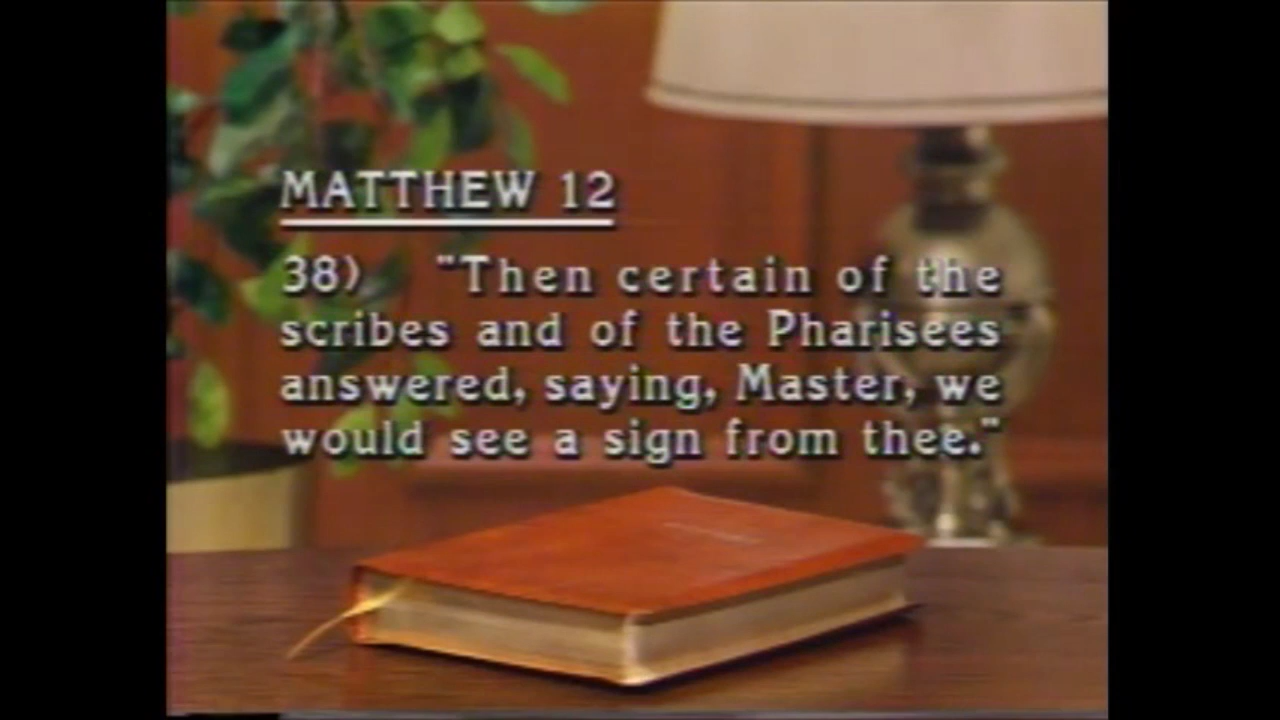 MATTHEW 12
38) "Then certain of the
scribes and of the Pharisees
answered, saying, Master, we
would see a sign from thee."